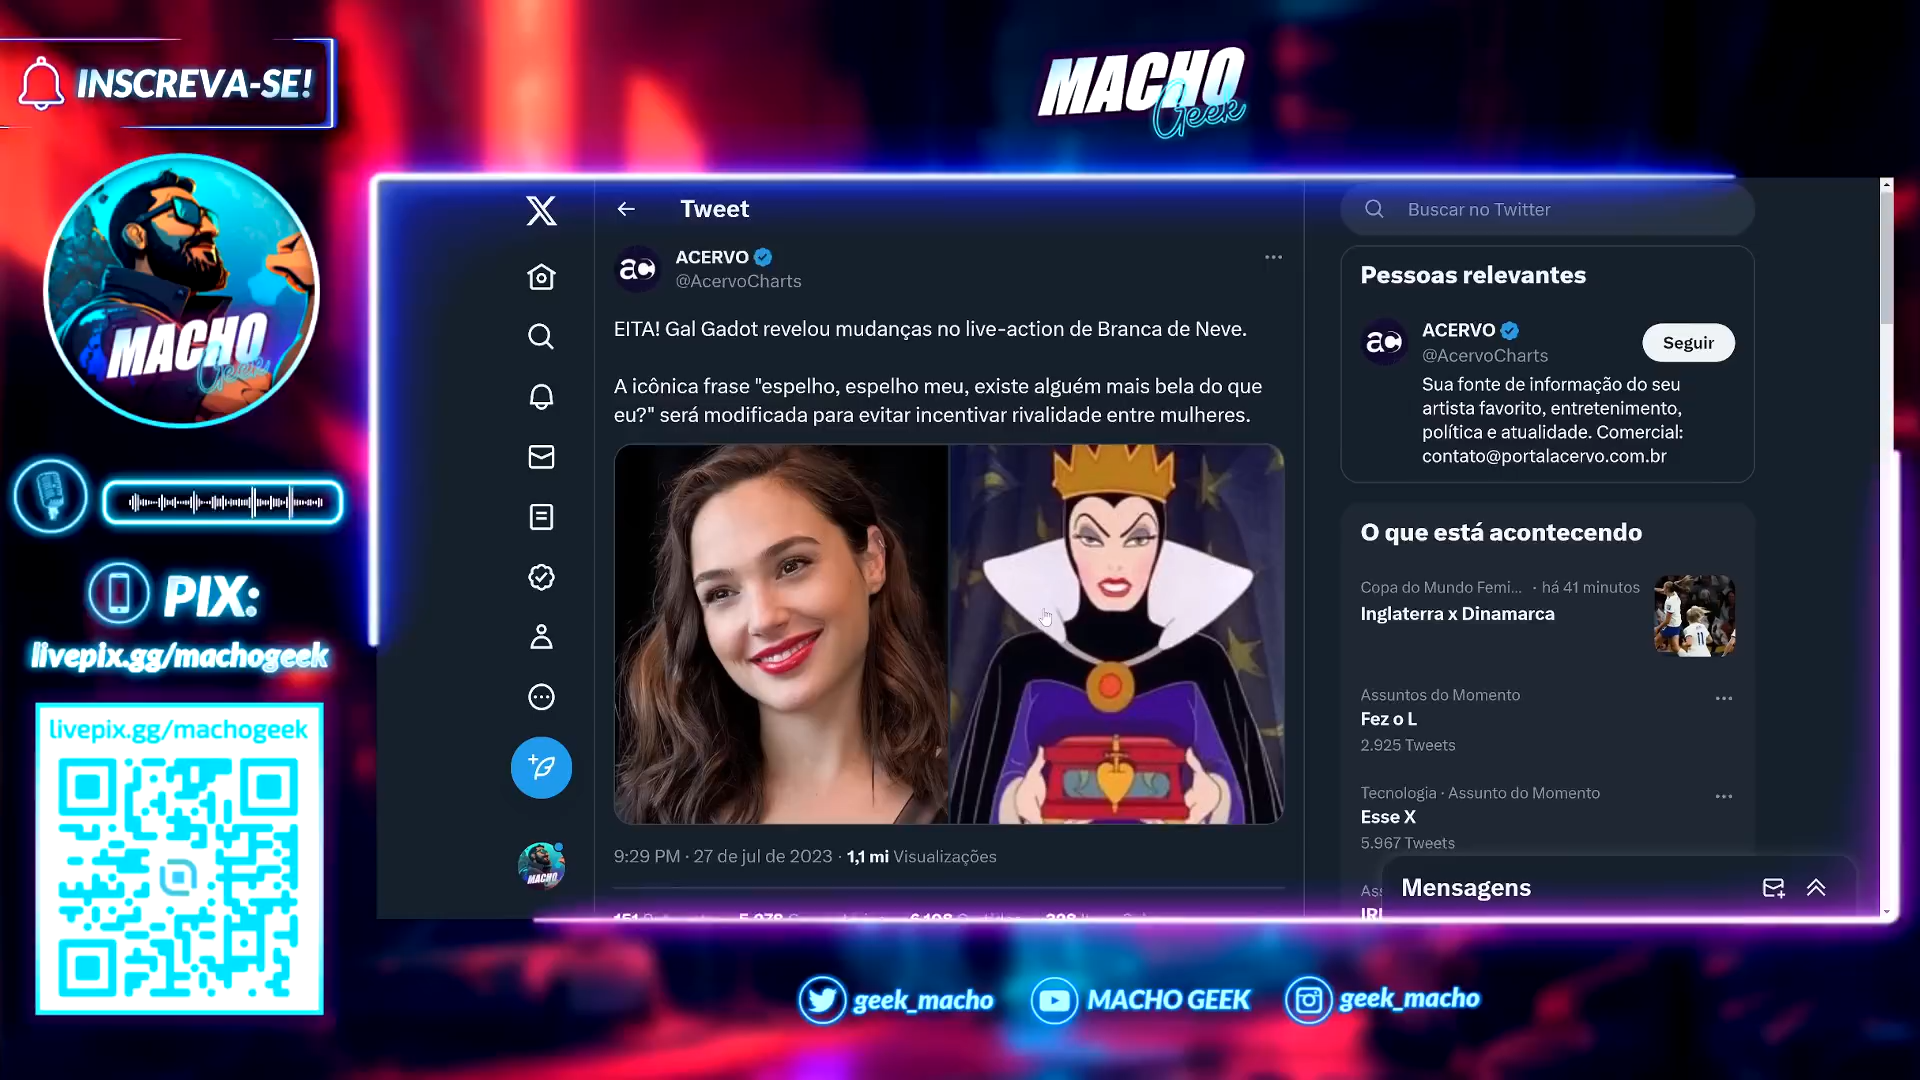 INSCREVA-SE!
MACHO
Geek
MACHO
Geek
PIX:
livepix.gg/machogeek
livepix.gg/machogeek
Tweet
ACERVO
@AcervoCharts
EITA! Gal Gadot revelou mudanças no live-action de Branca de Neve.
A icônica frase "espelho, espelho meu, existe alguém mais bela do que
eu?" será modificada para evitar incentivar rivalidade entre mulheres.
9:29 PM · 27 de jul de 2023 · 1,1 mi Visualizações
Buscar no Twitter
Pessoas relevantes
ACERVO
@AcervoCharts
Seguir
Sua fonte de informação do seu
artista favorito, entretenimento,
política e atualidade. Comercial:
contato@portalacervo.com.br
O que está acontecendo
Copa do Mundo Femi... · há 41 minutos
Inglaterra x Dinamarca
Assuntos do Momento
Fez o L
2.925 Tweets
Tecnologia · Assunto do Momento
Esse X
5.967 Tweets
Mensagens
MACHO
geek_macho
MACHO GEEK
geek_macho